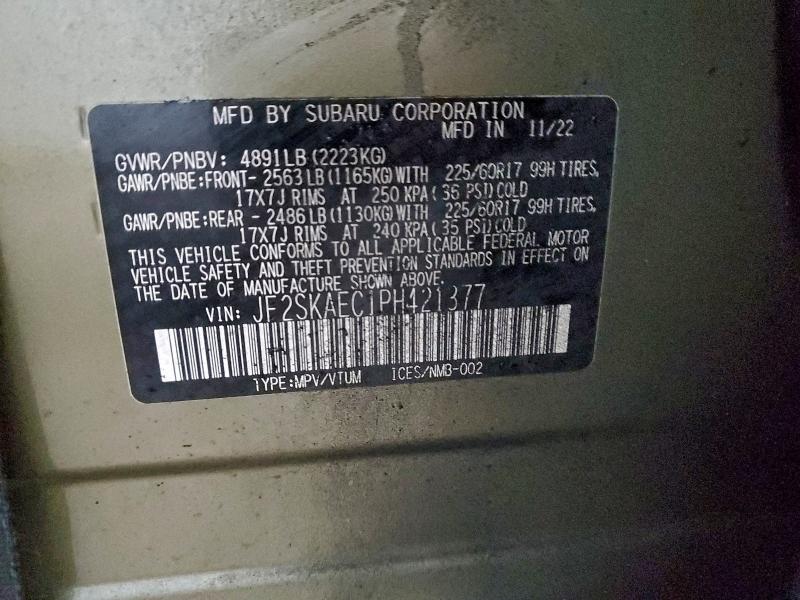 MFD BY SUBARU CORPORATION
MFD IN 11/22
GVWR/PNBV: 4891LB(2223KG)
GAWR/PNBE:FRONT- 2563LB(1165KG)WITH 225/60R17 99H TIRES,
17X7J RIMS AT 250 KPA(36 PSI)COLD
GAWR/PNBE:REAR - 2486LB(1130KG)WITH 225/60R17 99H TIRES,
17X7J RIMS AT 240 KPA(35 PSI)COLD
THIS VEHICLE CONFORMS TO ALL APPLICABLE FEDERAL MOTOR
VEHICLE SAFETY AND THEFT PREVENTION STANDARDS IN EFFECT ON
THE DATE OF MANUFACTURE SHOWN ABOVE.
VIN: JF2SKAEC1PH421377
TYPE:MPV/VTUM ICES/NMB-002